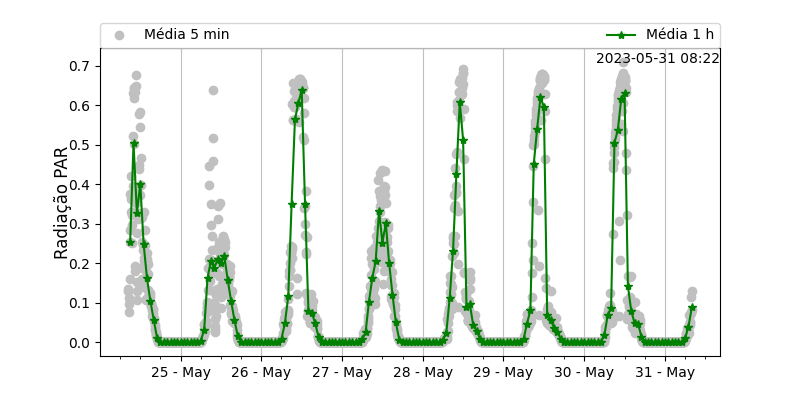 Média 5 min
Média 1 h
2023-05-31 08:22
Radiação PAR
0.7
0.6
0.5
0.4
0.3
0.2
0.1
0.0
25 - May
26 - May
27 - May
28 - May
29 - May
30 - May
31 - May